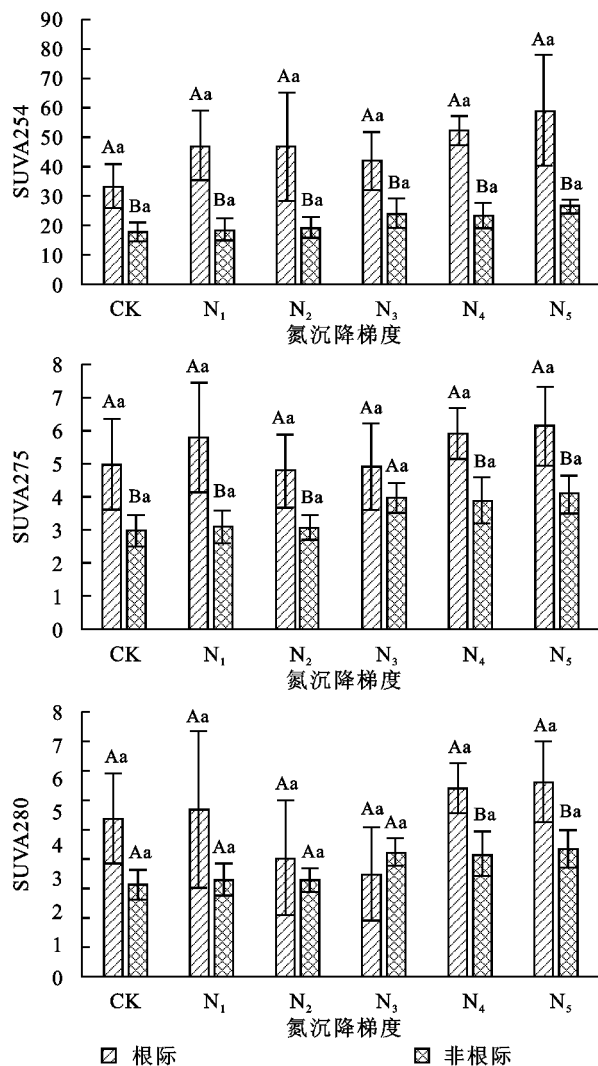 90
80
70
60
50
40
30
20
10
0
SUVA254
Aa Ba Aa Ba Aa Ba Aa Ba Aa Ba Aa Ba
CK N₁ N₂ N₃ N₄ N₅
氮沉降梯度
8
7
6
5
4
3
2
1
0
SUVA275
Aa Ba Aa Ba Aa Ba Aa Aa Aa Ba Aa Ba
CK N₁ N₂ N₃ N₄ N₅
氮沉降梯度
8
7
6
5
4
3
2
1
0
SUVA280
Aa Aa Aa Aa Aa Aa Aa Aa Aa Ba Aa Ba
CK N₁ N₂ N₃ N₄ N₅
氮沉降梯度
根际 非根际